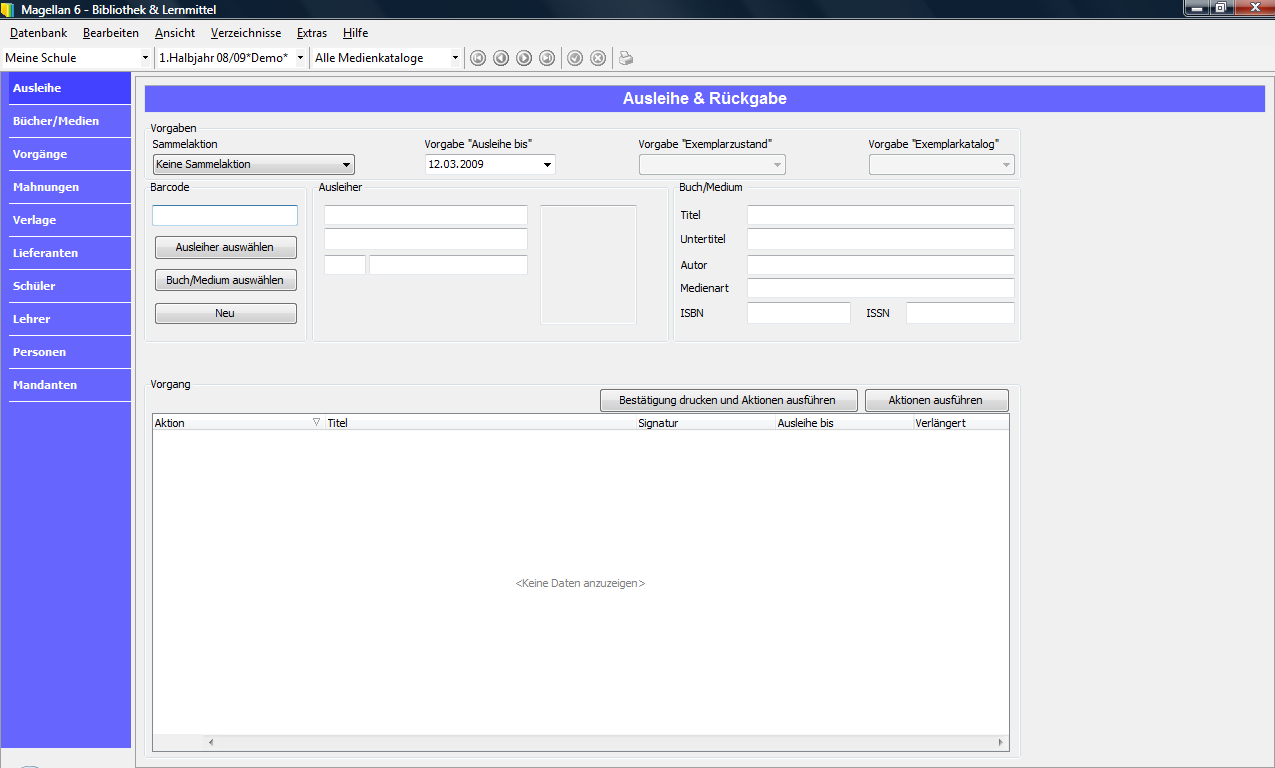 Magellan 6 - Bibliothek & Lernmittel
Datenbank Bearbeiten Ansicht Verzeichnisse Extras Hilfe
Meine Schule 1.Halbjahr 08/09*Demo* Alle Medienkataloge
Ausleihe
Bücher/Medien
Vorgänge
Mahnungen
Verlage
Lieferanten
Schüler
Lehrer
Personen
Mandanten
Ausleihe & Rückgabe
Vorgaben
Sammelaktion Vorgabe "Ausleihe bis" Vorgabe "Exemplarzustand" Vorgabe "Exemplarkatalog"
Keine Sammelaktion 12.03.2009
Barcode
Ausleiher auswählen
Buch/Medium auswählen
Neu
Ausleiher
Buch/Medium
Titel
Untertitel
Autor
Medienart
ISBN ISSN
Vorgang
Bestätigung drucken und Aktionen ausführen Aktionen ausführen
Aktion Titel Signatur Ausleihe bis Verlängert
<Keine Daten anzuzeigen>